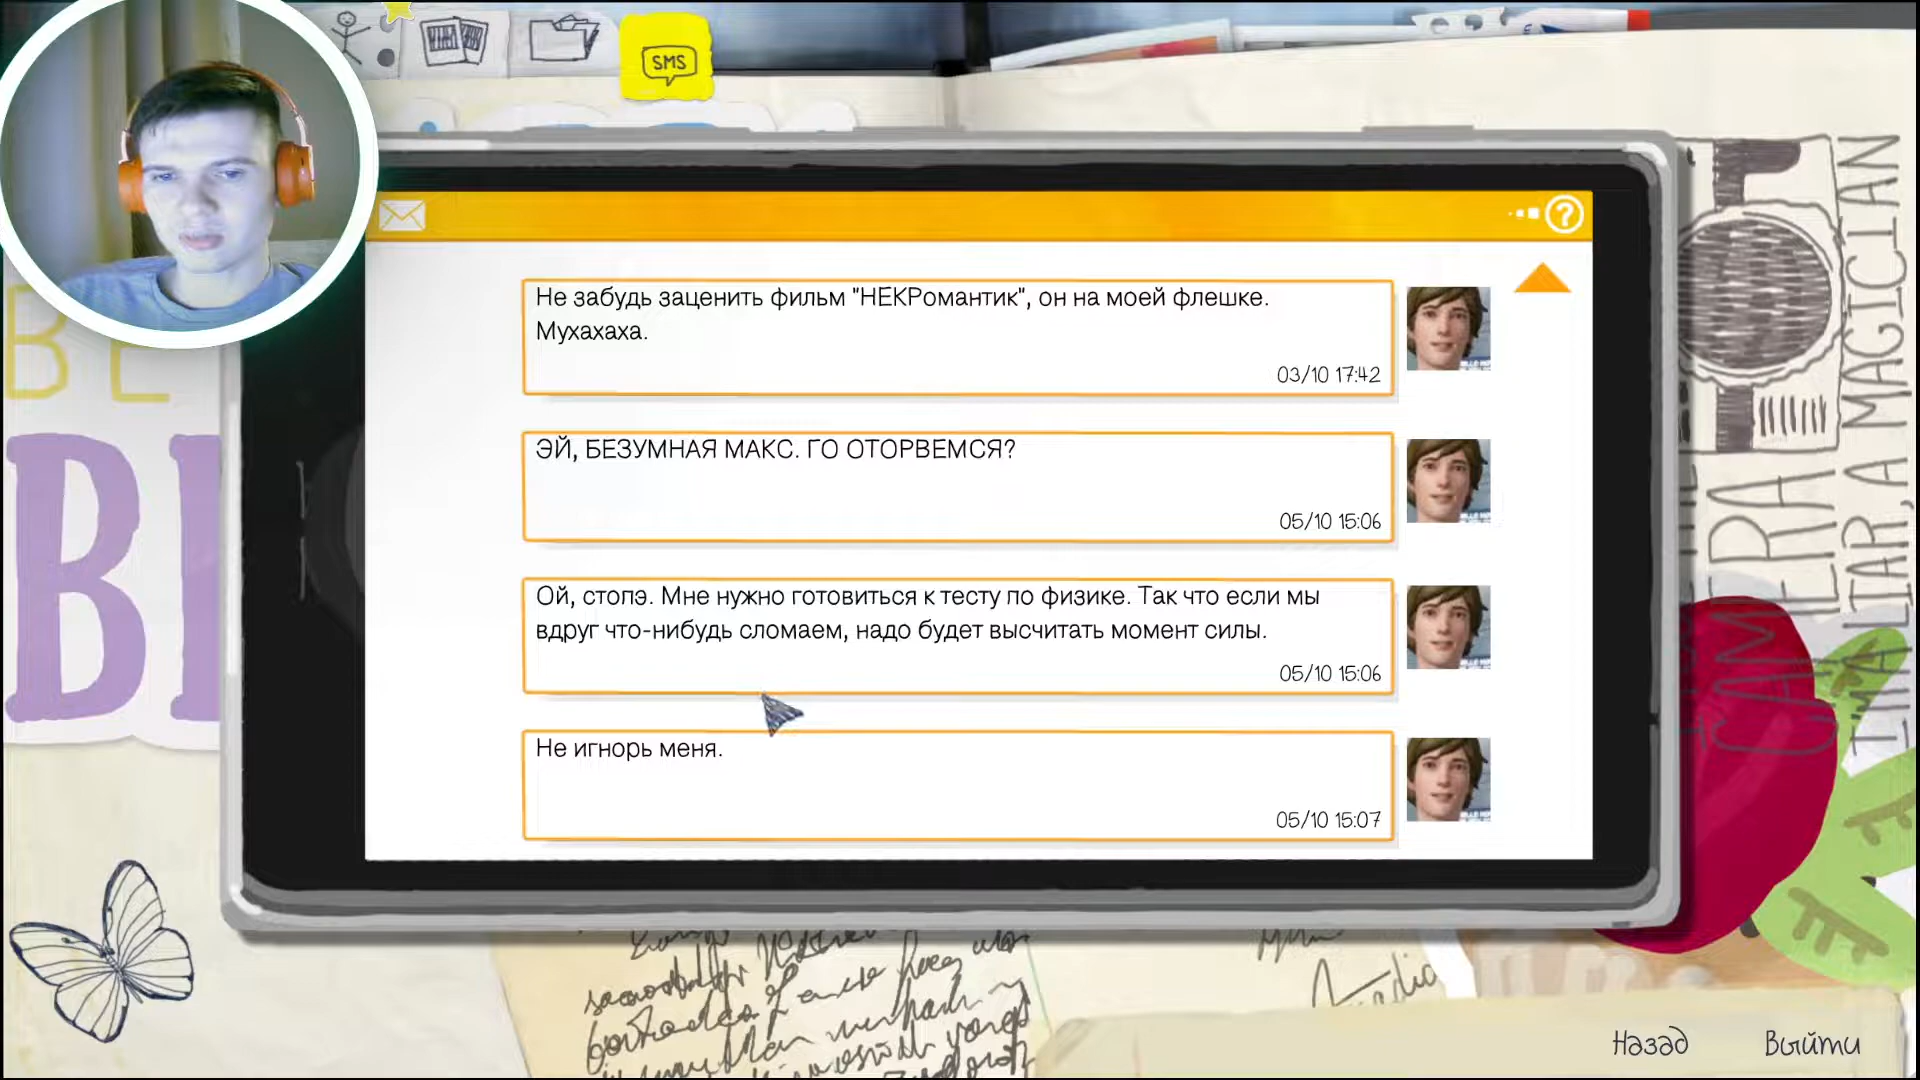 SMS
Не забудь заценить фильм "НЕКРомантик", он на моей флешке.
Мухахаха.
03/10 17:42
ЭЙ, БЕЗУМНАЯ МАКС. ГО ОТОРВЕМСЯ?
05/10 15:06
Ой, стопэ. Мне нужно готовиться к тесту по физике. Так что если мы
вдруг что-нибудь сломаем, надо будет высчитать момент силы.
05/10 15:06
Не игнорь меня.
05/10 15:07
CAMERA
ALTAR, A MAGICIAN
Назад
Выйти